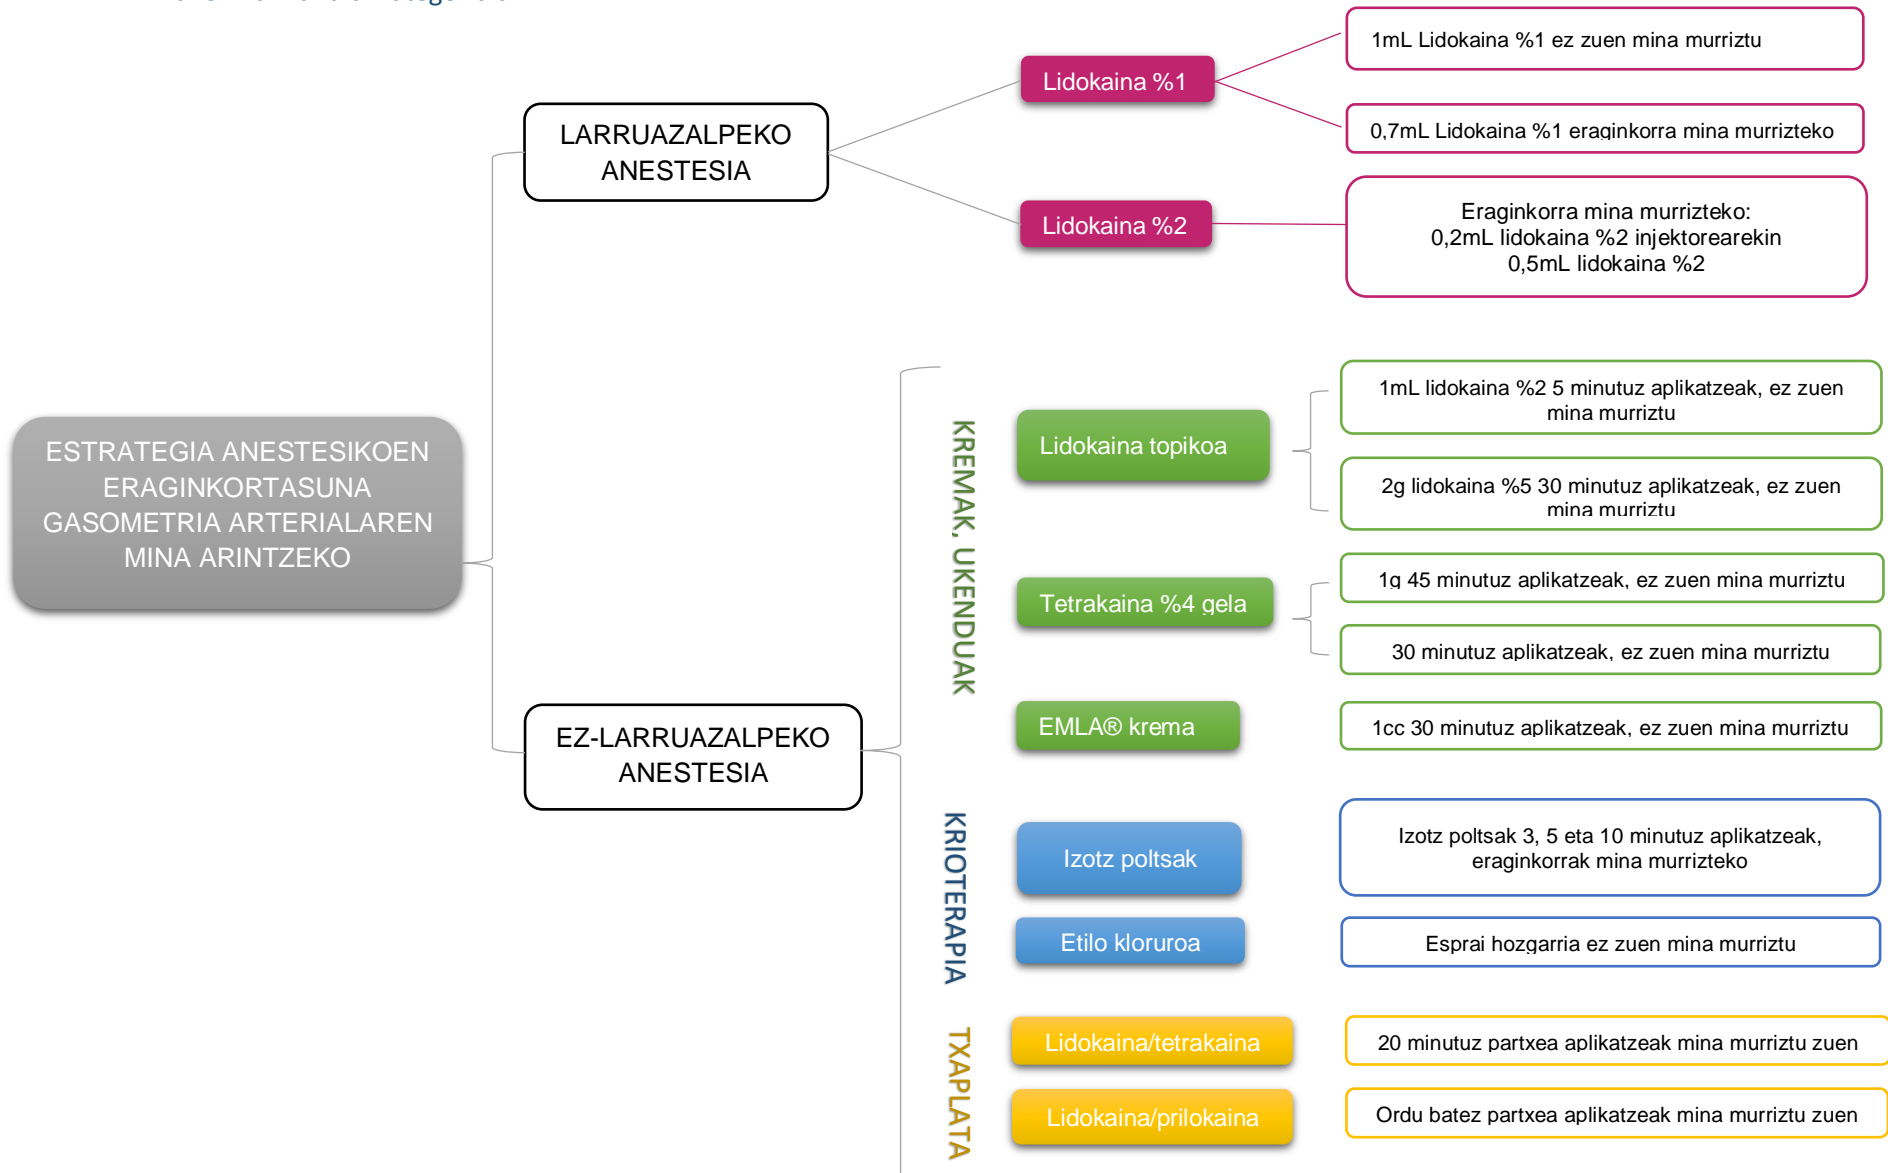 ESTRATEGIA ANESTESIKOEN
ERAGINKORTASUNA
GASOMETRIA ARTERIALAREN
MINA ARINTZEKO
LARRUAZALPEKO
ANESTESIA
Lidokaina %1
1mL Lidokaina %1 ez zuen mina murriztu
0,7mL Lidokaina %1 eraginkorra mina murrizteko
Lidokaina %2
Eraginkorra mina murrizteko:
0,2mL lidokaina %2 injektorearekin
0,5mL lidokaina %2
EZ-LARRUAZALPEKO
ANESTESIA
KREMAK, UKENDUAK
Lidokaina topikoa
1mL lidokaina %2 5 minutuz aplikatzeak, ez zuen
mina murriztu
2g lidokaina %5 30 minutuz aplikatzeak, ez zuen
mina murriztu
Tetrakaina %4 gela
1g 45 minutuz aplikatzeak, ez zuen mina murriztu
30 minutuz aplikatzeak, ez zuen mina murriztu
EMLA® krema
1cc 30 minutuz aplikatzeak, ez zuen mina murriztu
KRIOTERAPIA
Izotz poltsak
Izotz poltsak 3, 5 eta 10 minutuz aplikatzeak,
eraginkorrak mina murrizteko
Etilo kloruroa
Esprai hozgarria ez zuen mina murriztu
TXAPLATA
Lidokaina/tetrakaina
20 minutuz partxea aplikatzeak mina murriztu zuen
Lidokaina/prilokaina
Ordu batez partxea aplikatzeak mina murriztu zuen